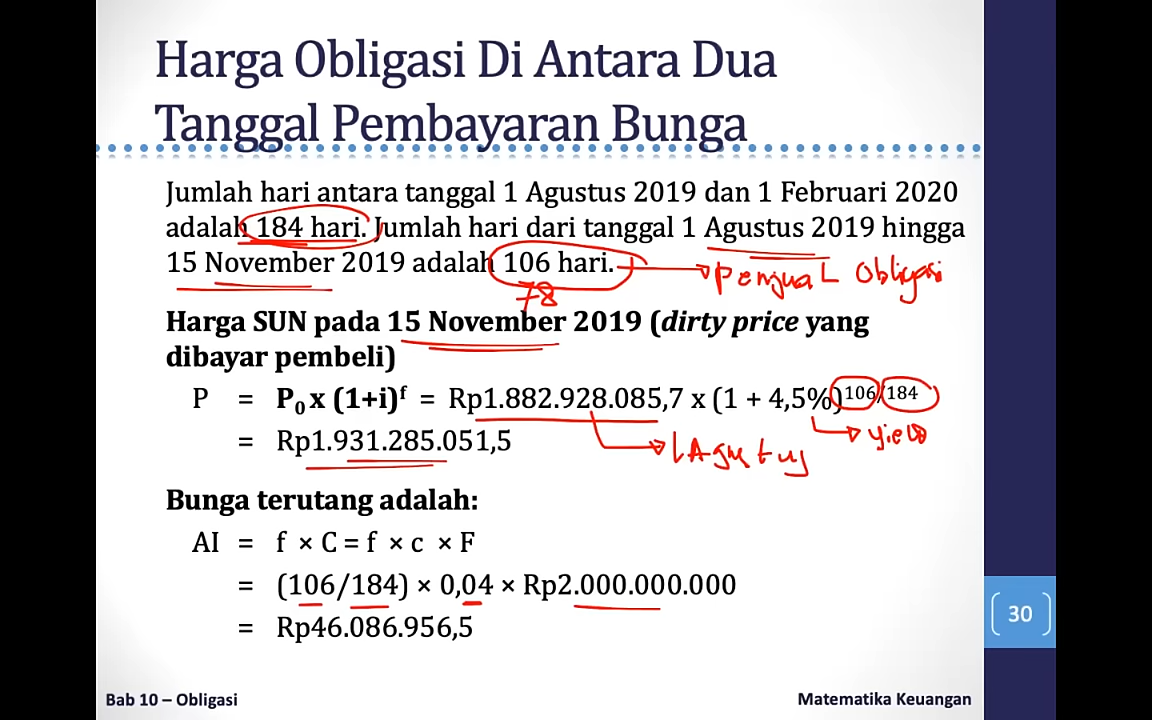 Harga Obligasi Di Antara Dua
Tanggal Pembayaran Bunga
Jumlah hari antara tanggal 1 Agustus 2019 dan 1 Februari 2020
adalah 184 hari. Jumlah hari dari tanggal 1 Agustus 2019 hingga
15 November 2019 adalah 106 hari. → Penjual Obligasi
78
Harga SUN pada 15 November 2019 (dirty price yang
dibayar pembeli)
P = P₀ x (1+i)ᶠ = Rp1.882.928.085,7 x (1 + 4,5%)¹⁰⁶/¹⁸⁴
→ yield
= Rp1.931.285.051,5
→ 1 Agustus
Bunga terutang adalah:
AI = f × C = f × c × F
= (106/184) × 0,04 × Rp2.000.000.000
= Rp46.086.956,5
30
Bab 10 – Obligasi
Matematika Keuangan